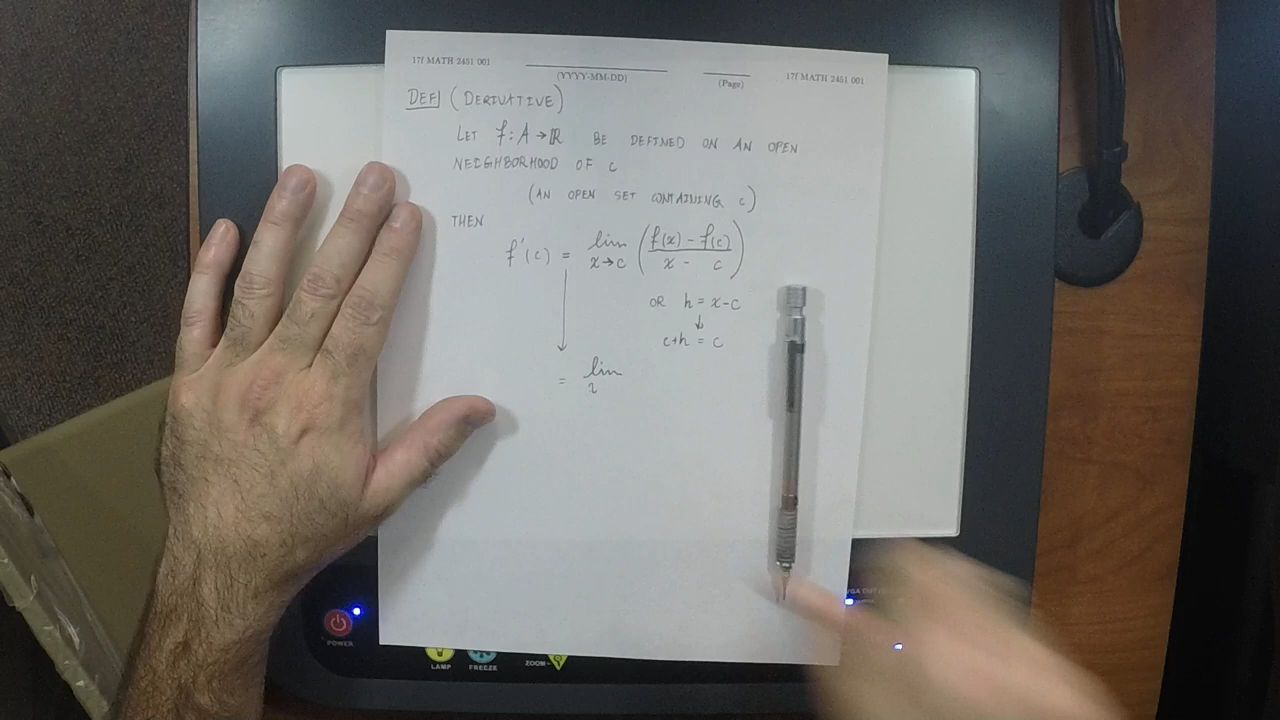 17f MATH 2451 001
(YYYY-MM-DD)
(Page)
17f MATH 2451 001
DEF (DERIVATIVE)
LET f : A → ℝ BE DEFINED ON AN OPEN
NEIGHBORHOOD OF c
(AN OPEN SET CONTAINING c)
THEN
f'(c) = lim x→c ( f(x) - f(c) / x - c )
OR h = x-c
↓
c+h = c
= lim
POWER
LAMP
FREEZE
ZOOM